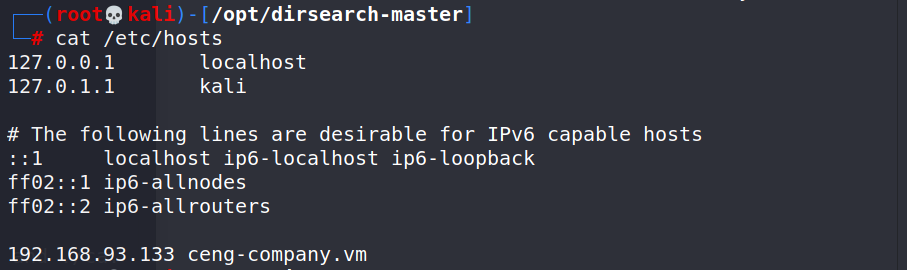 (root💀kali)-[/opt/dirsearch-master]
# cat /etc/hosts
127.0.0.1       localhost
127.0.1.1       kali
# The following lines are desirable for IPv6 capable hosts
::1     localhost ip6-localhost ip6-loopback
ff02::1 ip6-allnodes
ff02::2 ip6-allrouters
192.168.93.133 ceng-company.vm